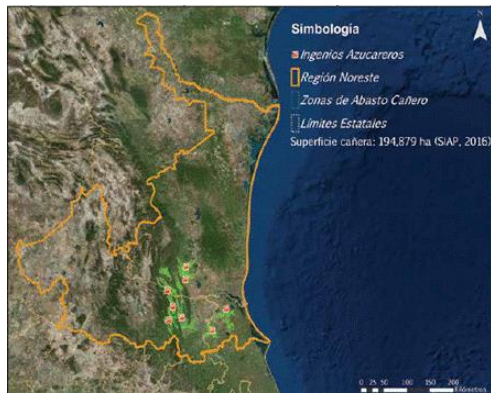 Simbología
Ingenios Azucareros
Región Noreste
Zonas de Abasto Cañero
Límites Estatales
Superficie cañera: 194,879 ha (SIAP, 2016)
0 25 50 100 150 200
Kilómetros